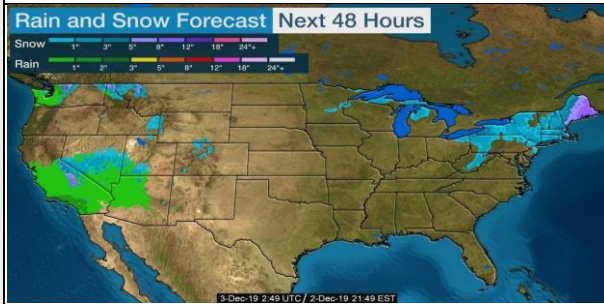 Rain and Snow Forecast Next 48 Hours
Snow
1" 3" 5" 8" 12" 18" 24"+
Rain
1" 2" 3" 5" 8" 12" 18" 24"+
3-Dec-19 2:49 UTC / 2-Dec-19 21:49 EST